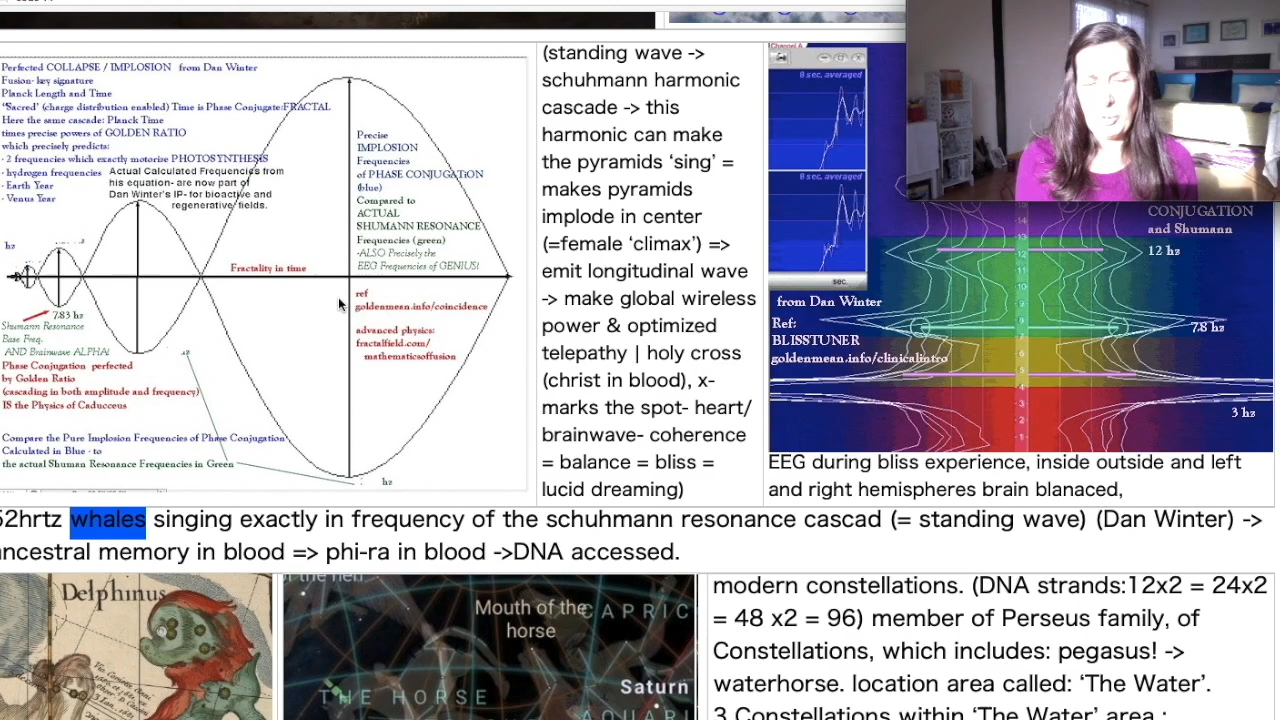 Perfected COLLAPSE / IMPLOSION from Dan Winter
Fusion- key signature
Planck Length and Time
"Sacred' (charge distribution enabled) Time is Phase Conjugate:FRACTAL
Here the same cascade: Planck Time
times precise powers of GOLDEN RATIO
which precisely predicts:
· 2 frequencies which exactly motorize PHOTOSYNTHESIS
· hydrogen frequencies
· Earth Year
· Venus Year
Actual Calculated Frequencies from
his equation- are now part of
Dan Winter's IP- for bioactive and
regenerative fields.
hz
Fractality in time
7.83 hz
Shumann Resonance
Base Freq.
AND Brainwave ALPHA!
Phase Conjugation perfected
by Golden Ratio
(cascading in both amplitude and frequency)
IS the Physics of Caducceus
Compare the Pure Implosion Frequencies of Phase Conjugation
Calculated in Blue - to
the actual Shuman Resonance Frequencies in Green
Precise
IMPLOSION
Frequencies
of PHASE CONJUGATION
(blue)
Compared to
ACTUAL
SHUMANN RESONANCE
Frequencies (green)
-ALSO Precisely the
EEG Frequencies of GENIUS!
ref
goldenmean.info/coincidence
advanced physics:
fractalfield.com/
mathematicsoffusion
hz
(standing wave ->
schuhmann harmonic
cascade -> this
harmonic can make
the pyramids 'sing' =
makes pyramids
implode in center
(=female 'climax') =>
emit longitudinal wave
-> make global wireless
power & optimized
telepathy | holy cross
(christ in blood), x-
marks the spot- heart/
brainwave- coherence
= balance = bliss =
lucid dreaming)
Channel A
8 sec, averaged
8 sec, averaged
sec.
CONJUGATION
and Shumann
12 hz
from Dan Winter
Ref:
BLISSTUNER
goldenmean.info/clinicalintro
7.8 hz
3 hz
EEG during bliss experience, inside outside and left
and right hemispheres brain blanaced,
52hrtz whales singing exactly in frequency of the schuhmann resonance cascad (= standing wave) (Dan Winter) ->
ancestral memory in blood => phi-ra in blood ->DNA accessed.
Delphinus
Mouth of the
horse
CAPRIC
THE HORSE
Saturn
AQUARI
modern constellations. (DNA strands:12x2 = 24x2
= 48 x2 = 96) member of Perseus family, of
Constellations, which includes: pegasus! ->
waterhorse. location area called: 'The Water'.
3 Constellations within 'The Water' area :